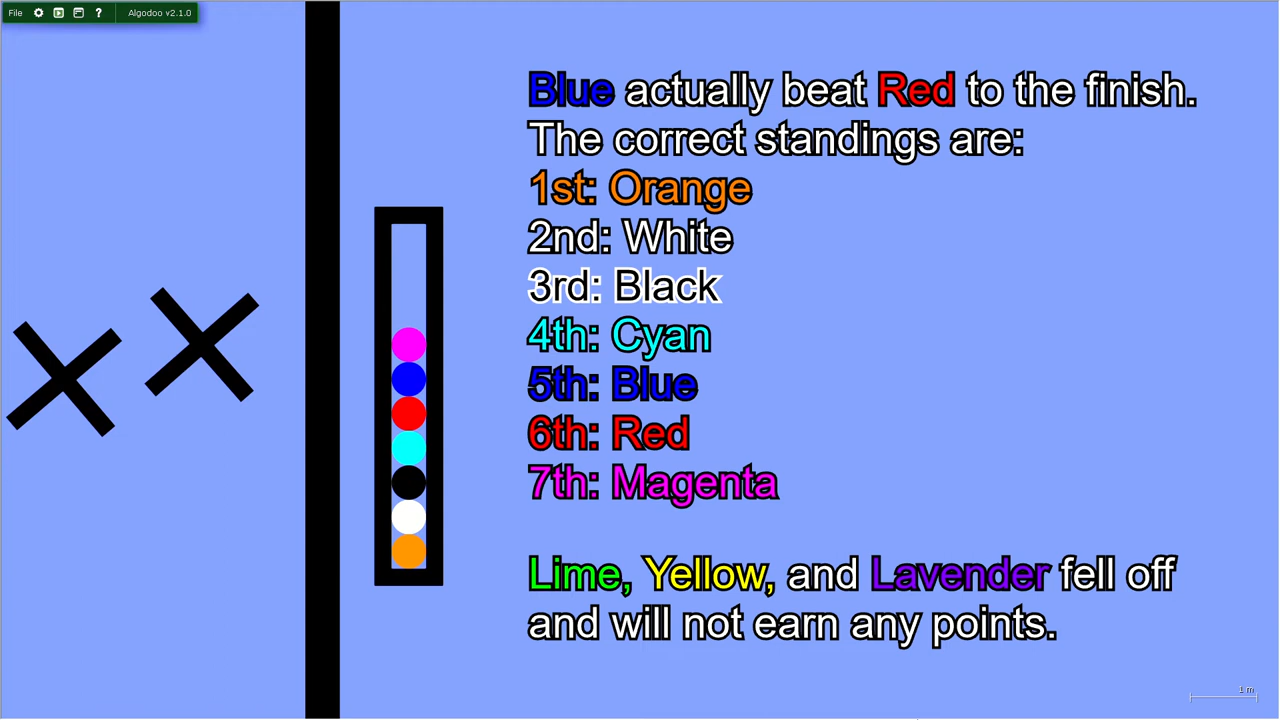 File ? Algodoo v2.1.0
Blue actually beat Red to the finish.
The correct standings are:
1st: Orange
2nd: White
3rd: Black
4th: Cyan
5th: Blue
6th: Red
7th: Magenta
Lime, Yellow, and Lavender fell off
and will not earn any points.
1 m